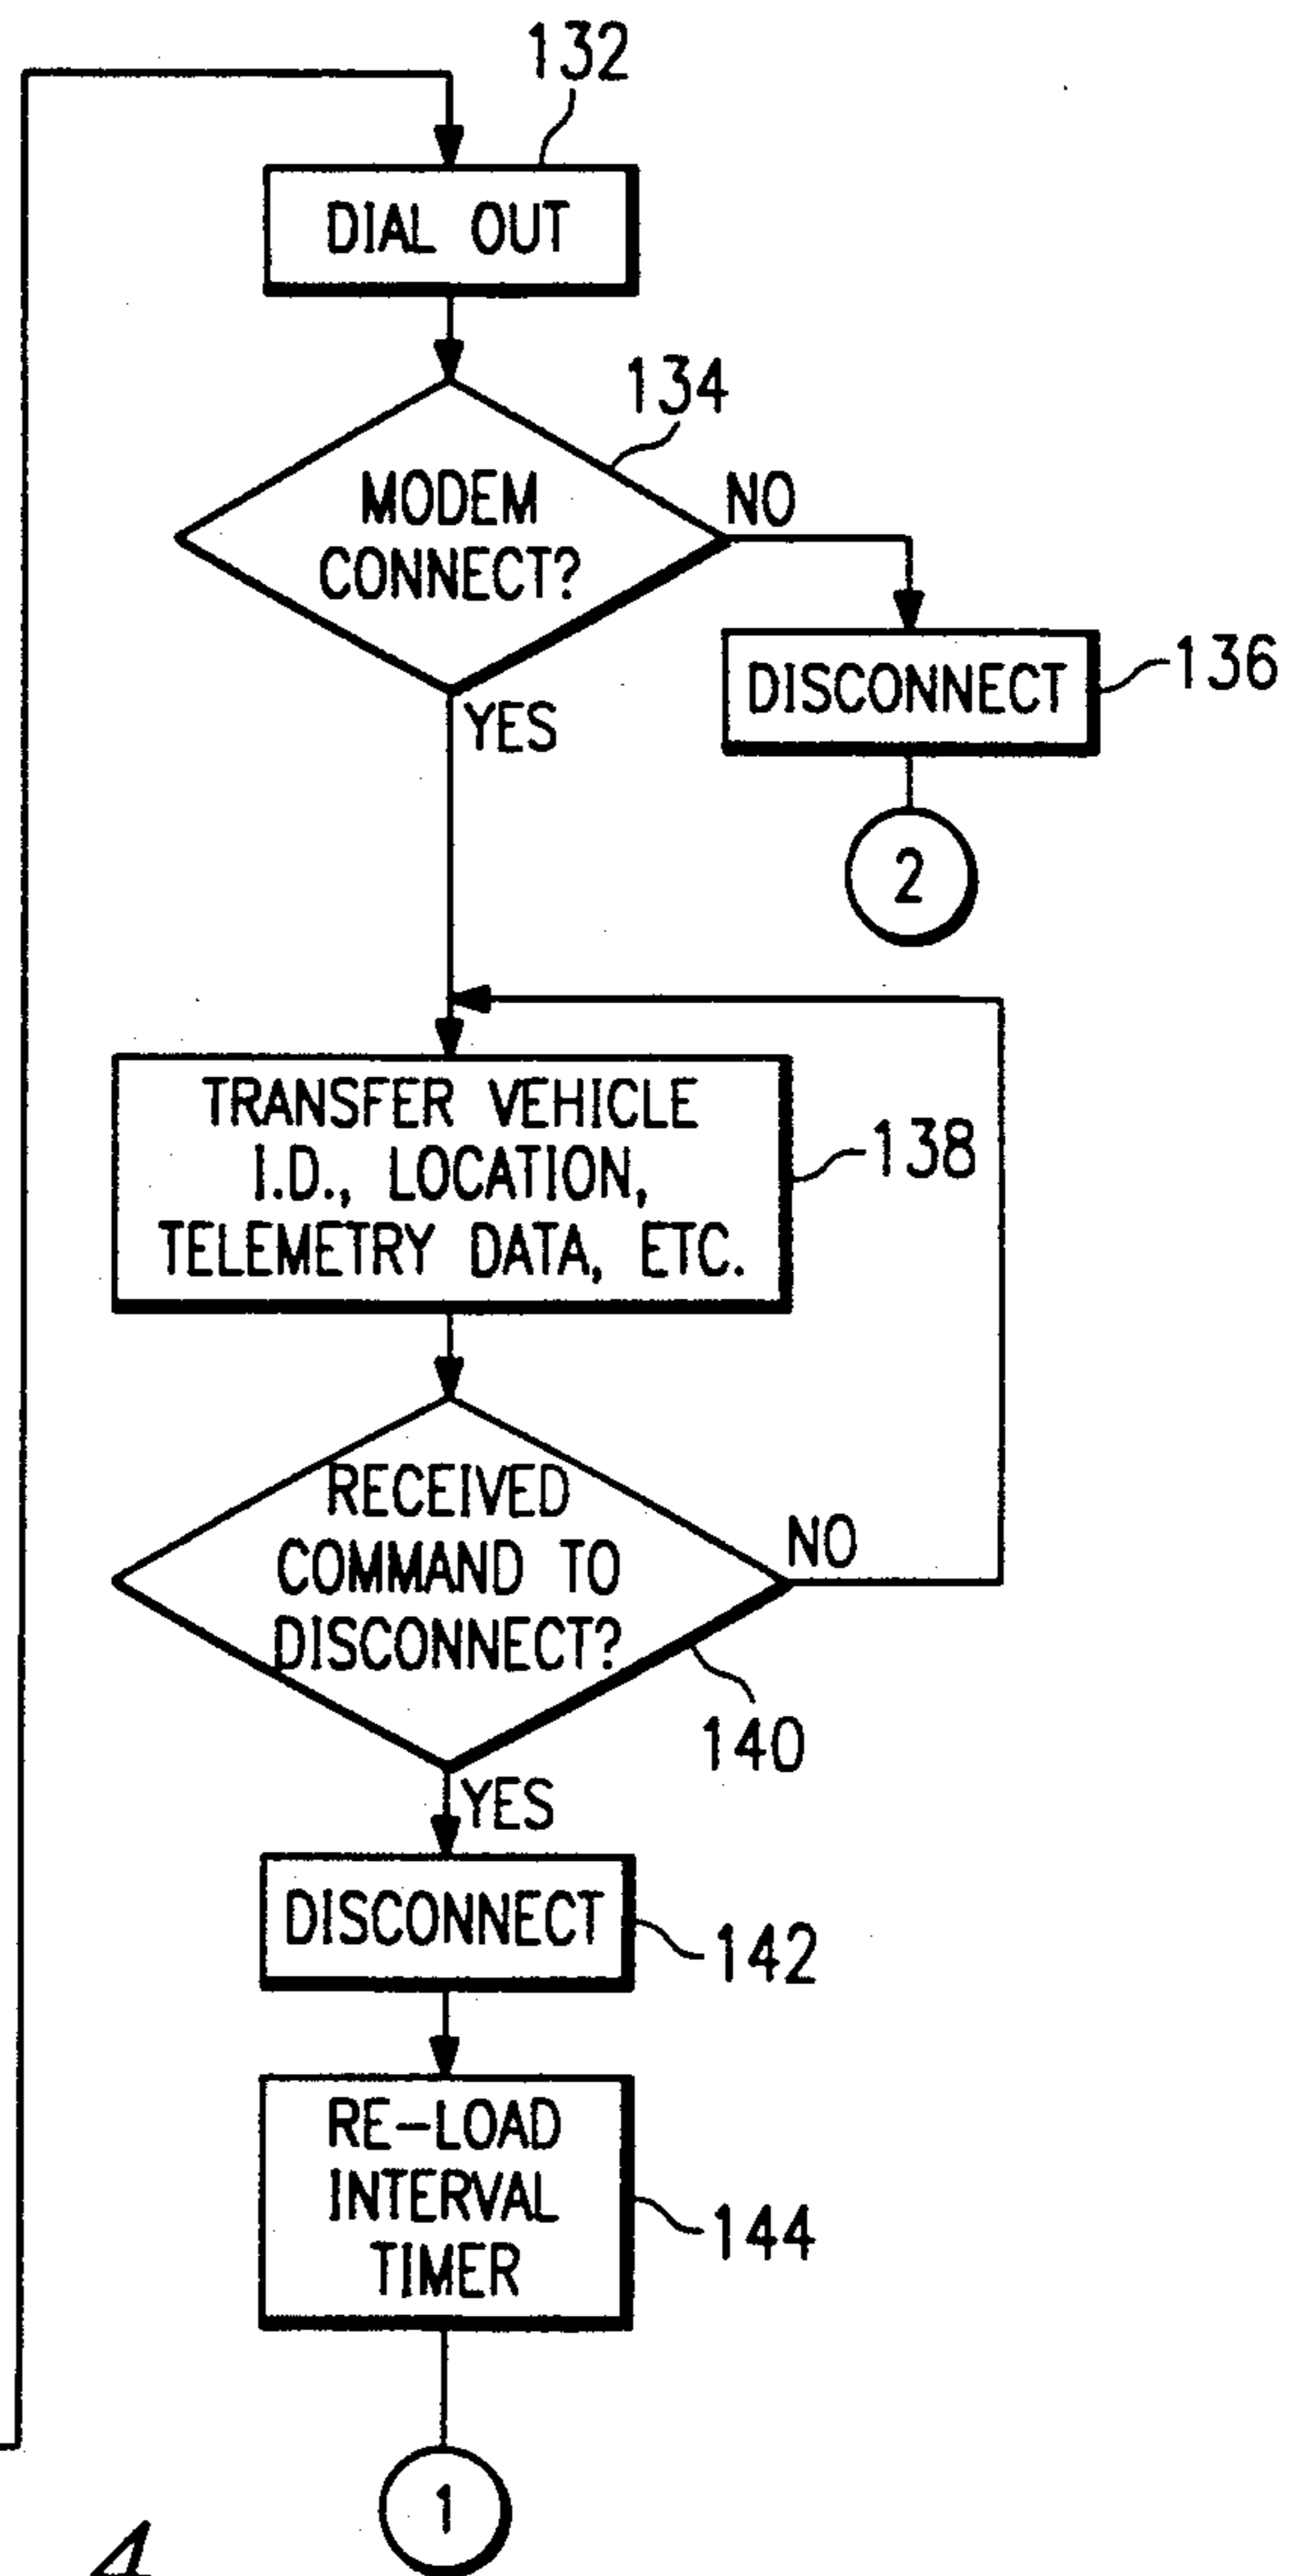 132
DIAL OUT
134
MODEM
CONNECT?
NO
YES
DISCONNECT
136
2
TRANSFER VEHICLE
I.D., LOCATION,
TELEMETRY DATA, ETC.
138
RECEIVED
COMMAND TO
DISCONNECT?
NO
140
YES
DISCONNECT
142
RE-LOAD
INTERVAL
TIMER
144
1
4